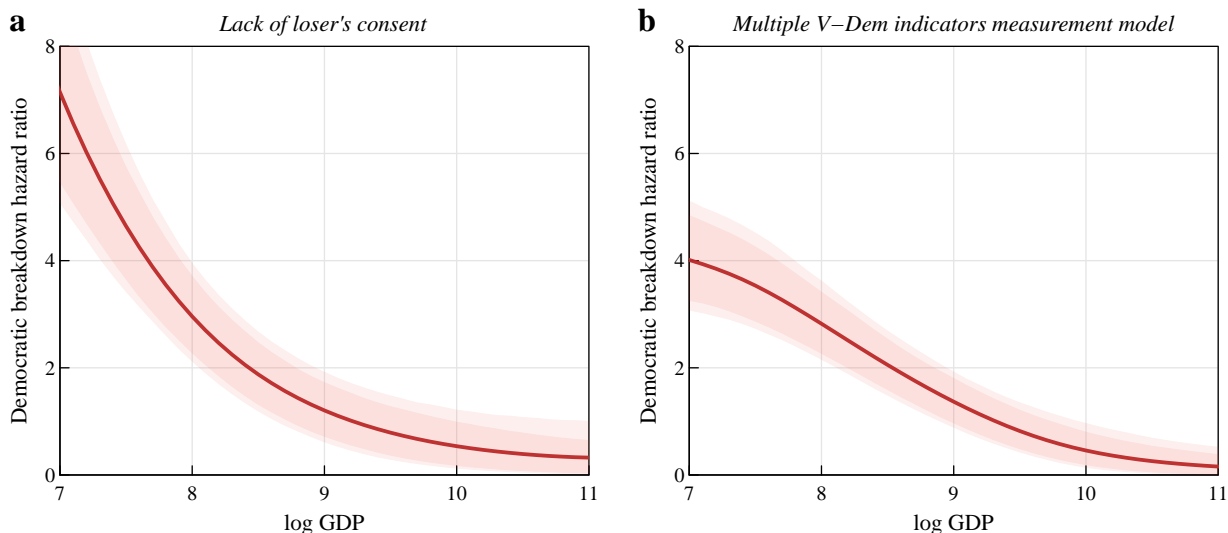 a
Lack of loser's consent
8
6
4
2
0
Democratic breakdown hazard ratio
7 8 9 10 11
log GDP
b
Multiple V−Dem indicators measurement model
8
6
4
2
0
Democratic breakdown hazard ratio
7 8 9 10 11
log GDP